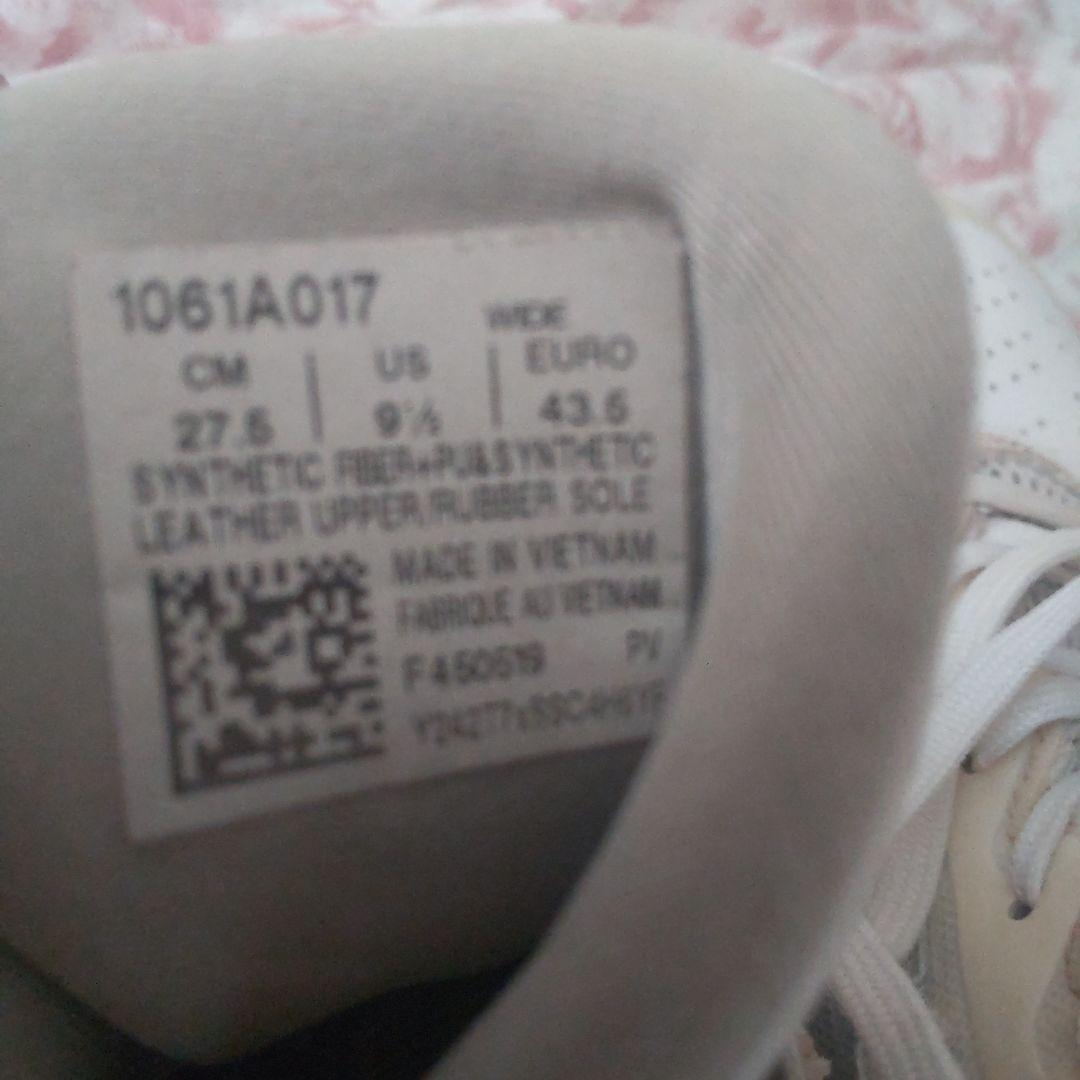 1061A017
WIDE
CM US EURO
27.5 9½ 43.5
SYNTHETIC FIBER+PU&SYNTHETIC
LEATHER UPPER/RUBBER SOLE
MADE IN VIETNAM
FABRIQUE AU VIETNAM
F450519 PV